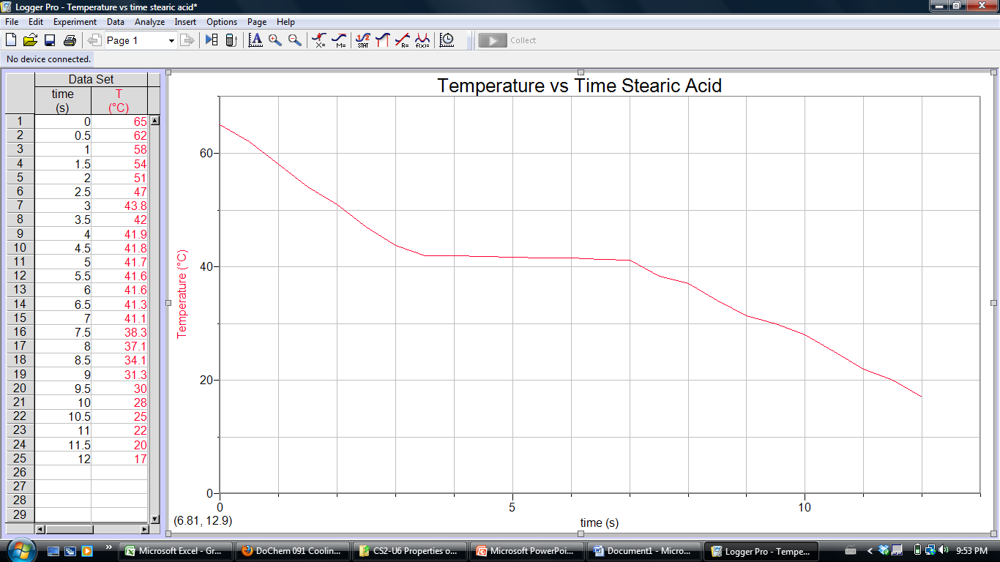 Logger Pro - Temperature vs time stearic acid*
File Edit Experiment Data Analyze Insert Options Page Help
Page 1
X= M= STAT R= f(x)= Collect
No device connected.
Data Set
time T
(s) (°C)
1 0 65
2 0.5 62
3 1 58
4 1.5 54
5 2 51
6 2.5 47
7 3 43.8
8 3.5 42
9 4 41.9
10 4.5 41.8
11 5 41.7
12 5.5 41.6
13 6 41.6
14 6.5 41.3
15 7 41.1
16 7.5 38.3
17 8 37.1
18 8.5 34.1
19 9 31.3
20 9.5 30
21 10 28
22 10.5 25
23 11 22
24 11.5 20
25 12 17
26
27
28
29
Temperature vs Time Stearic Acid
Temperature (°C)
60
40
20
0
0 5 10
(6.81, 12.9)
time (s)
Microsoft Excel - Gr... DoChem 091 Coolin... CS2-U6 Properties o... Microsoft PowerPoi... Document1 - Micro... Logger Pro - Tempe... 9:53 PM